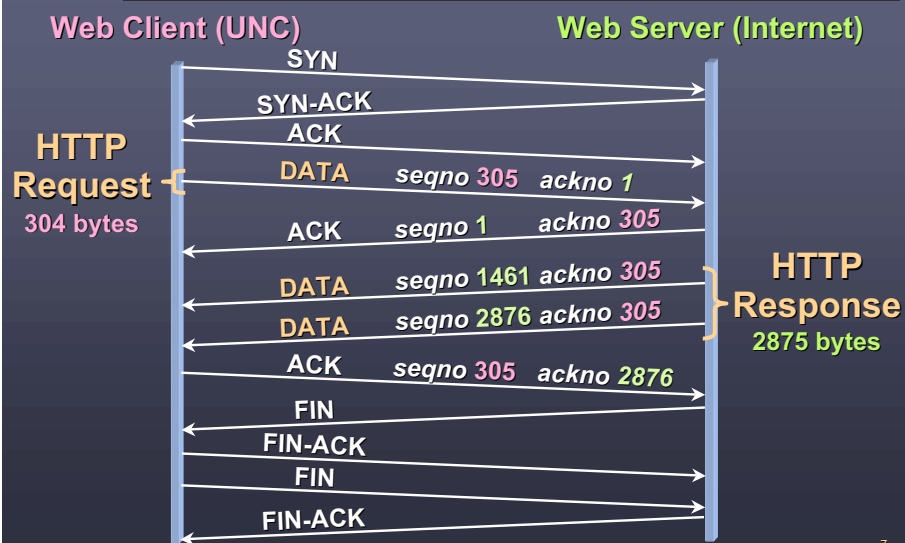 Web Client (UNC) Web Server (Internet)
SYN
SYN-ACK
ACK
HTTP
Request
304 bytes
DATA seqno 305 ackno 1
ACK seqno 1 ackno 305
DATA seqno 1461 ackno 305
DATA seqno 2876 ackno 305
HTTP
Response
2875 bytes
ACK seqno 305 ackno 2876
FIN
FIN-ACK
FIN
FIN-ACK
7